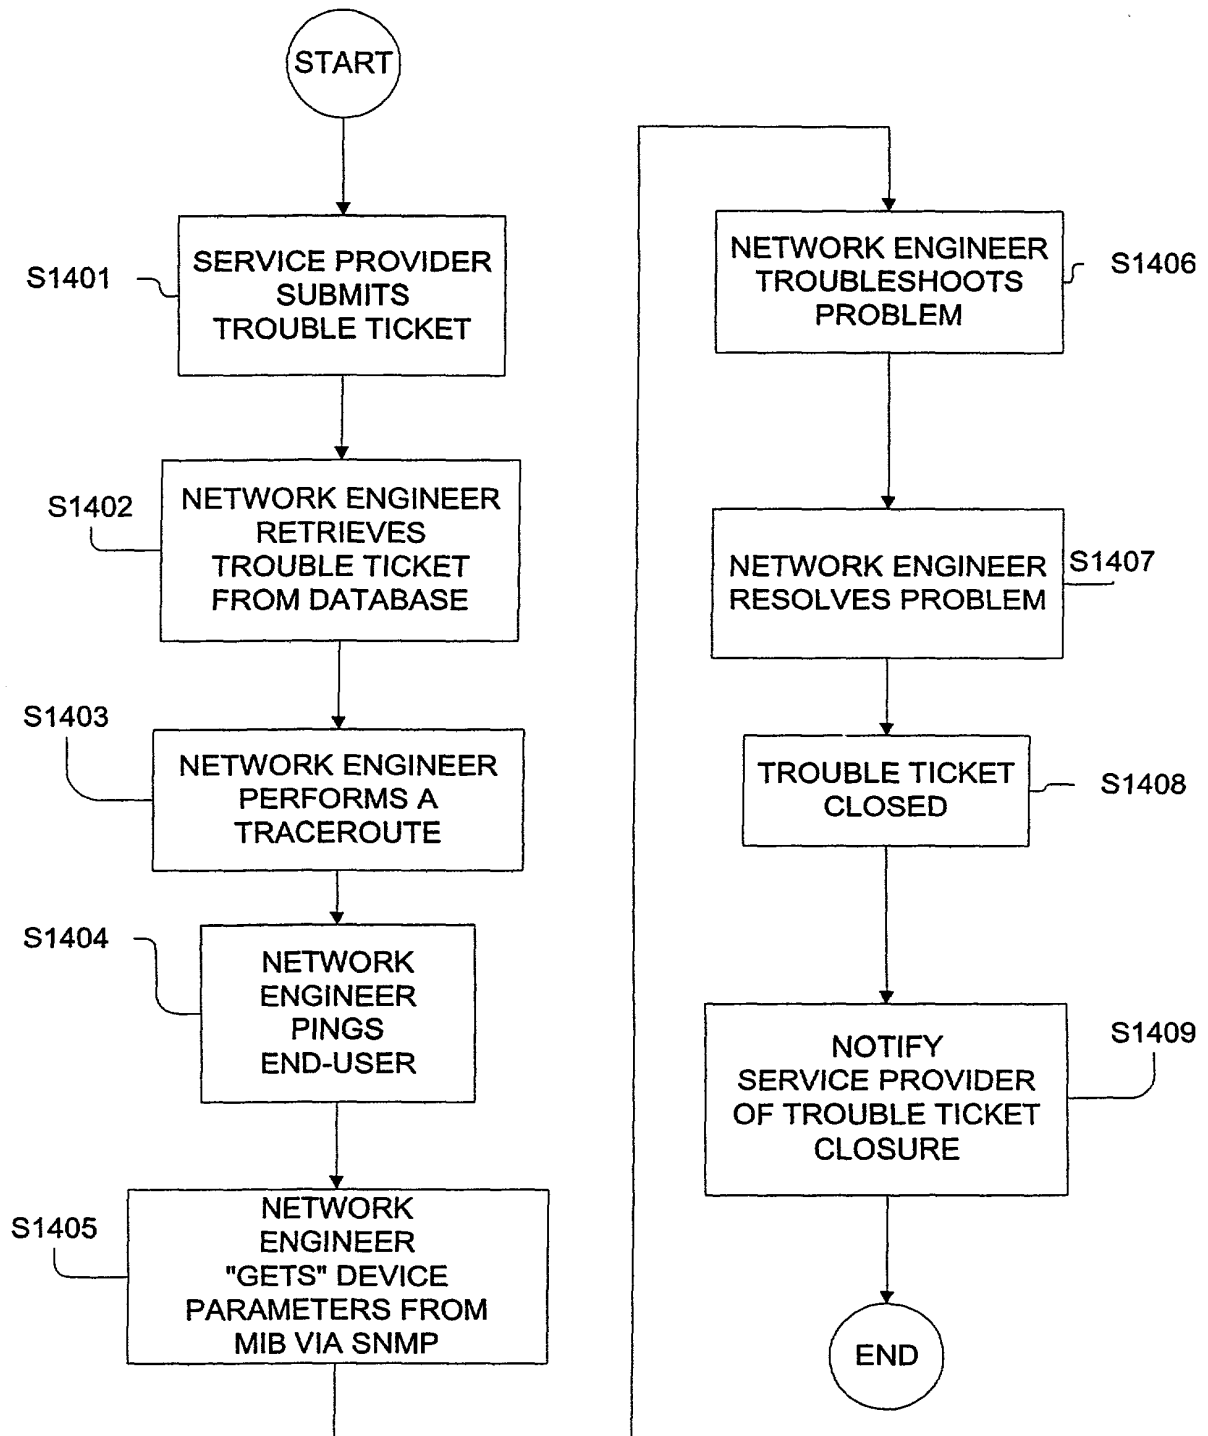 START
S1401
SERVICE PROVIDER
SUBMITS
TROUBLE TICKET
S1402
NETWORK ENGINEER
RETRIEVES
TROUBLE TICKET
FROM DATABASE
S1403
NETWORK ENGINEER
PERFORMS A
TRACEROUTE
S1404
NETWORK
ENGINEER
PINGS
END-USER
S1405
NETWORK
ENGINEER
"GETS" DEVICE
PARAMETERS FROM
MIB VIA SNMP
NETWORK ENGINEER
TROUBLESHOOTS
PROBLEM
S1406
NETWORK ENGINEER
RESOLVES PROBLEM
S1407
TROUBLE TICKET
CLOSED
S1408
NOTIFY
SERVICE PROVIDER
OF TROUBLE TICKET
CLOSURE
S1409
END